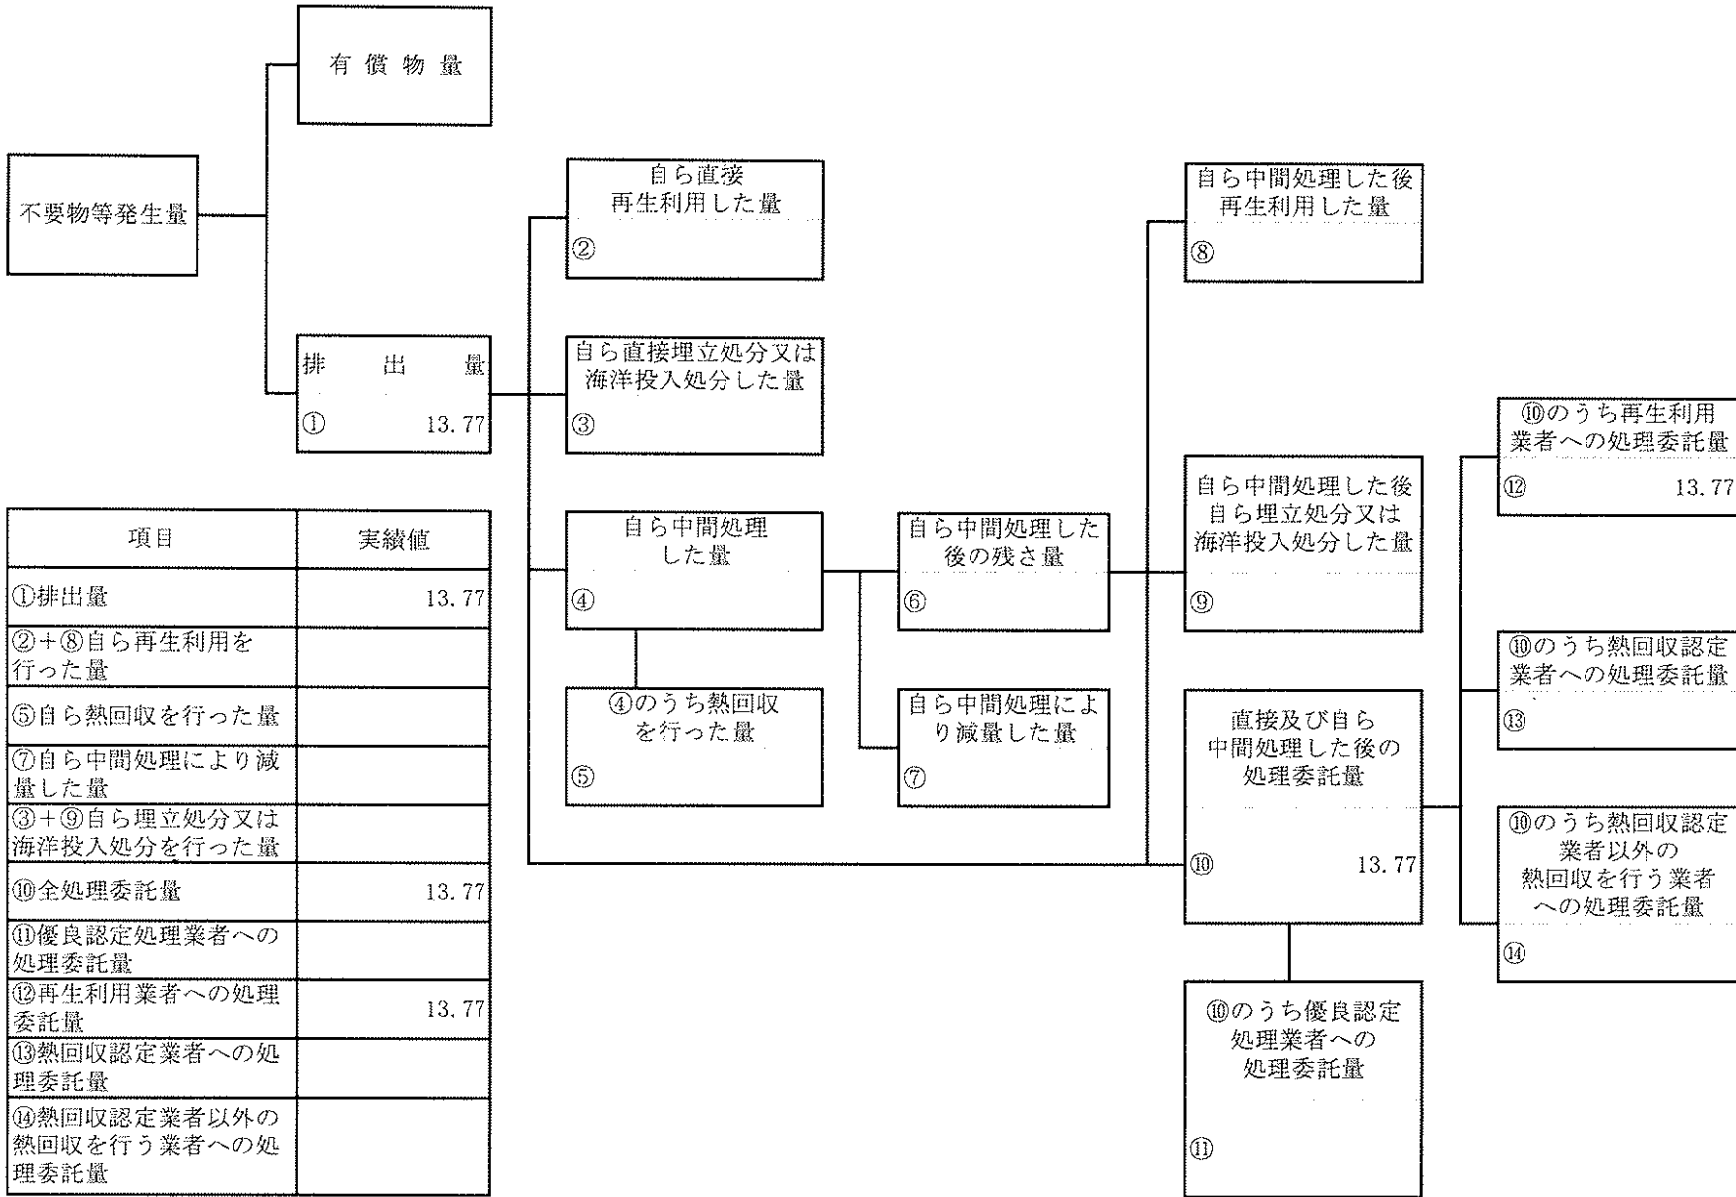 有償物量
不要物等発生量
排出量
① 13.77
自ら直接
再生利用した量
②
自ら直接埋立処分又は
海洋投入処分した量
③
自ら中間処理
した量
④
④のうち熱回収
を行った量
⑤
自ら中間処理した
後の残さ量
⑥
自ら中間処理によ
り減量した量
⑦
自ら中間処理した後
再生利用した量
⑧
自ら中間処理した後
自ら埋立処分又は
海洋投入処分した量
⑨
直接及び自ら
中間処理した後の
処理委託量
⑩ 13.77
⑩のうち優良認定
処理業者への
処理委託量
⑪
⑩のうち再生利用
業者への処理委託量
⑫ 13.77
⑩のうち熱回収認定
業者への処理委託量
⑬
⑩のうち熱回収認定
業者以外の
熱回収を行う業者
への処理委託量
⑭
項目 実績値
①排出量 13.77
②+⑧自ら再生利用を
行った量
⑤自ら熱回収を行った量
⑦自ら中間処理により減
量した量
③+⑨自ら埋立処分又は
海洋投入処分を行った量
⑩全処理委託量 13.77
⑪優良認定処理業者への
処理委託量
⑫再生利用業者への処理
委託量 13.77
⑬熱回収認定業者への処
理委託量
⑭熱回収認定業者以外の
熱回収を行う業者への処
理委託量